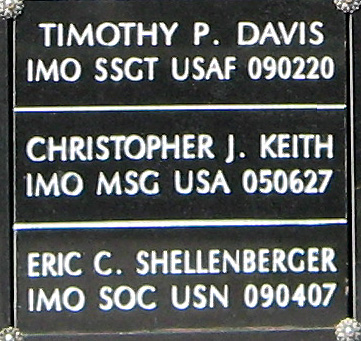 TIMOTHY P. DAVIS
IMO SSGT USAF 090220
CHRISTOPHER J. KEITH
IMO MSG USA 050627
ERIC C. SHELLENBERGER
IMO SOC USN 090407